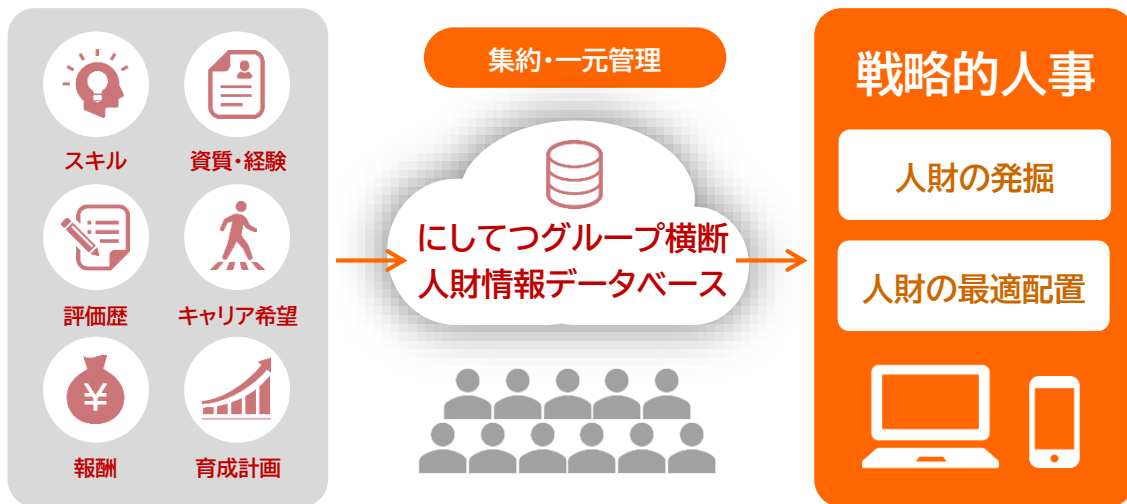 スキル
資質・経験
評価歴
キャリア希望
¥
報酬
育成計画
集約・一元管理
にしてつグループ横断
人財情報データベース
戦略的人事
人財の発掘
人財の最適配置